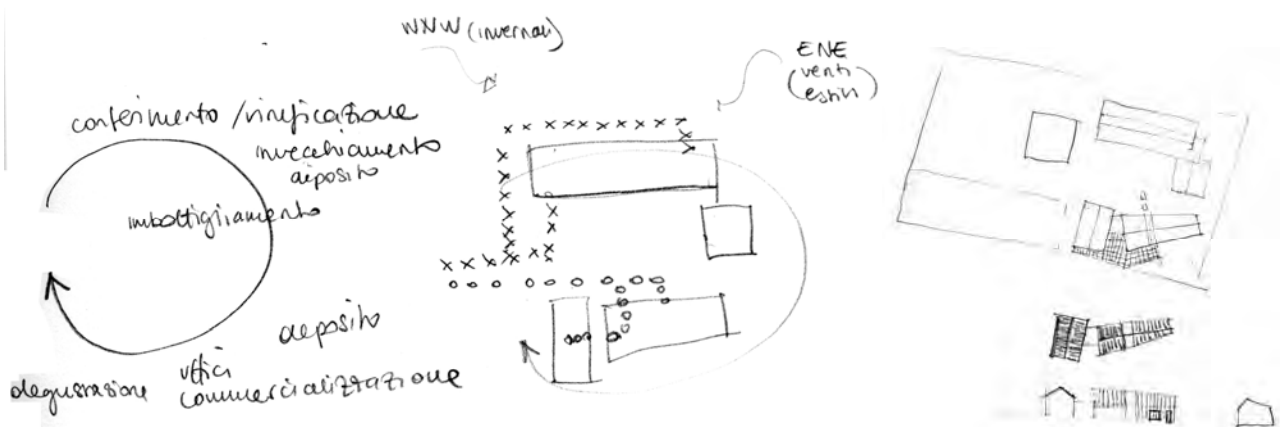 WNW (invernali)
ENE
(venti
estivi)
conferimento / vinificazione
invecchiamento
deposito
imbottigliamento
deposito
uffici
commercializzazione
degustazione